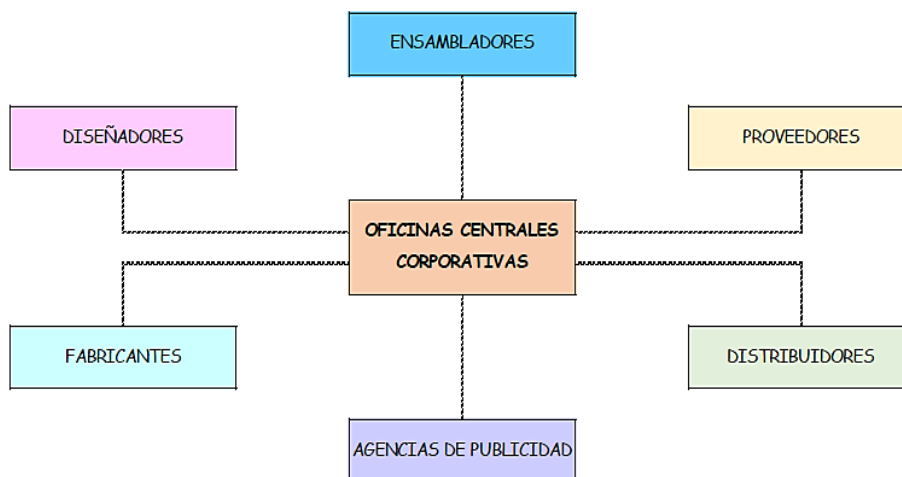 ENSAMBLADORES
DISEÑADORES
PROVEEDORES
OFICINAS CENTRALES
CORPORATIVAS
FABRICANTES
DISTRIBUIDORES
AGENCIAS DE PUBLICIDAD